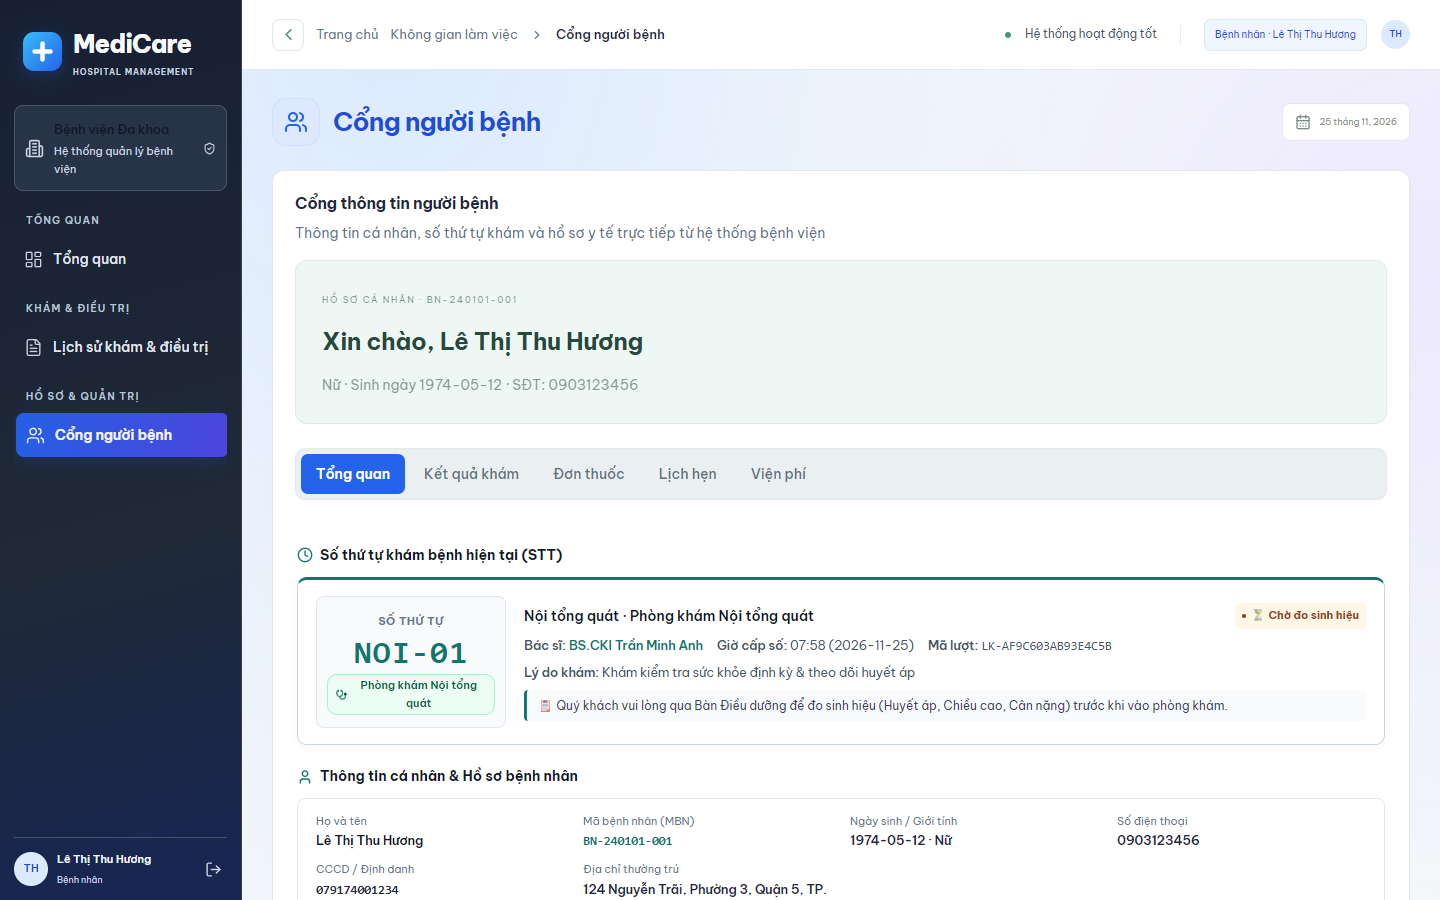 MediCare
HOSPITAL MANAGEMENT
Bệnh viện Đa khoa
Hệ thống quản lý bệnh
viện
TỔNG QUAN
Tổng quan
KHÁM & ĐIỀU TRỊ
Lịch sử khám & điều trị
HỒ SƠ & QUẢN TRỊ
Cổng người bệnh
TH
Lê Thị Thu Hương
Bệnh nhân
Trang chủ Không gian làm việc > Cổng người bệnh
Hệ thống hoạt động tốt
Bệnh nhân · Lê Thị Thu Hương
TH
Cổng người bệnh
25 tháng 11, 2026
Cổng thông tin người bệnh
Thông tin cá nhân, số thứ tự khám và hồ sơ y tế trực tiếp từ hệ thống bệnh viện
HỒ SƠ CÁ NHÂN · BN-240101-001
Xin chào, Lê Thị Thu Hương
Nữ · Sinh ngày 1974-05-12 · SĐT: 0903123456
Tổng quan Kết quả khám Đơn thuốc Lịch hẹn Viện phí
Số thứ tự khám bệnh hiện tại (STT)
SỐ THỨ TỰ
NOI-01
Phòng khám Nội tổng
quát
Nội tổng quát · Phòng khám Nội tổng quát
• ⏳ Chờ đo sinh hiệu
Bác sĩ: BS.CKI Trần Minh Anh Giờ cấp số: 07:58 (2026-11-25) Mã lượt: LK-AF9C603AB93E4C5B
Lý do khám: Khám kiểm tra sức khỏe định kỳ & theo dõi huyết áp
📋 Quý khách vui lòng qua Bàn Điều dưỡng để đo sinh hiệu (Huyết áp, Chiều cao, Cân nặng) trước khi vào phòng khám.
Thông tin cá nhân & Hồ sơ bệnh nhân
Họ và tên
Lê Thị Thu Hương
Mã bệnh nhân (MBN)
BN-240101-001
Ngày sinh / Giới tính
1974-05-12 · Nữ
Số điện thoại
0903123456
CCCD / Định danh
079174001234
Địa chỉ thường trú
124 Nguyễn Trãi, Phường 3, Quận 5, TP.